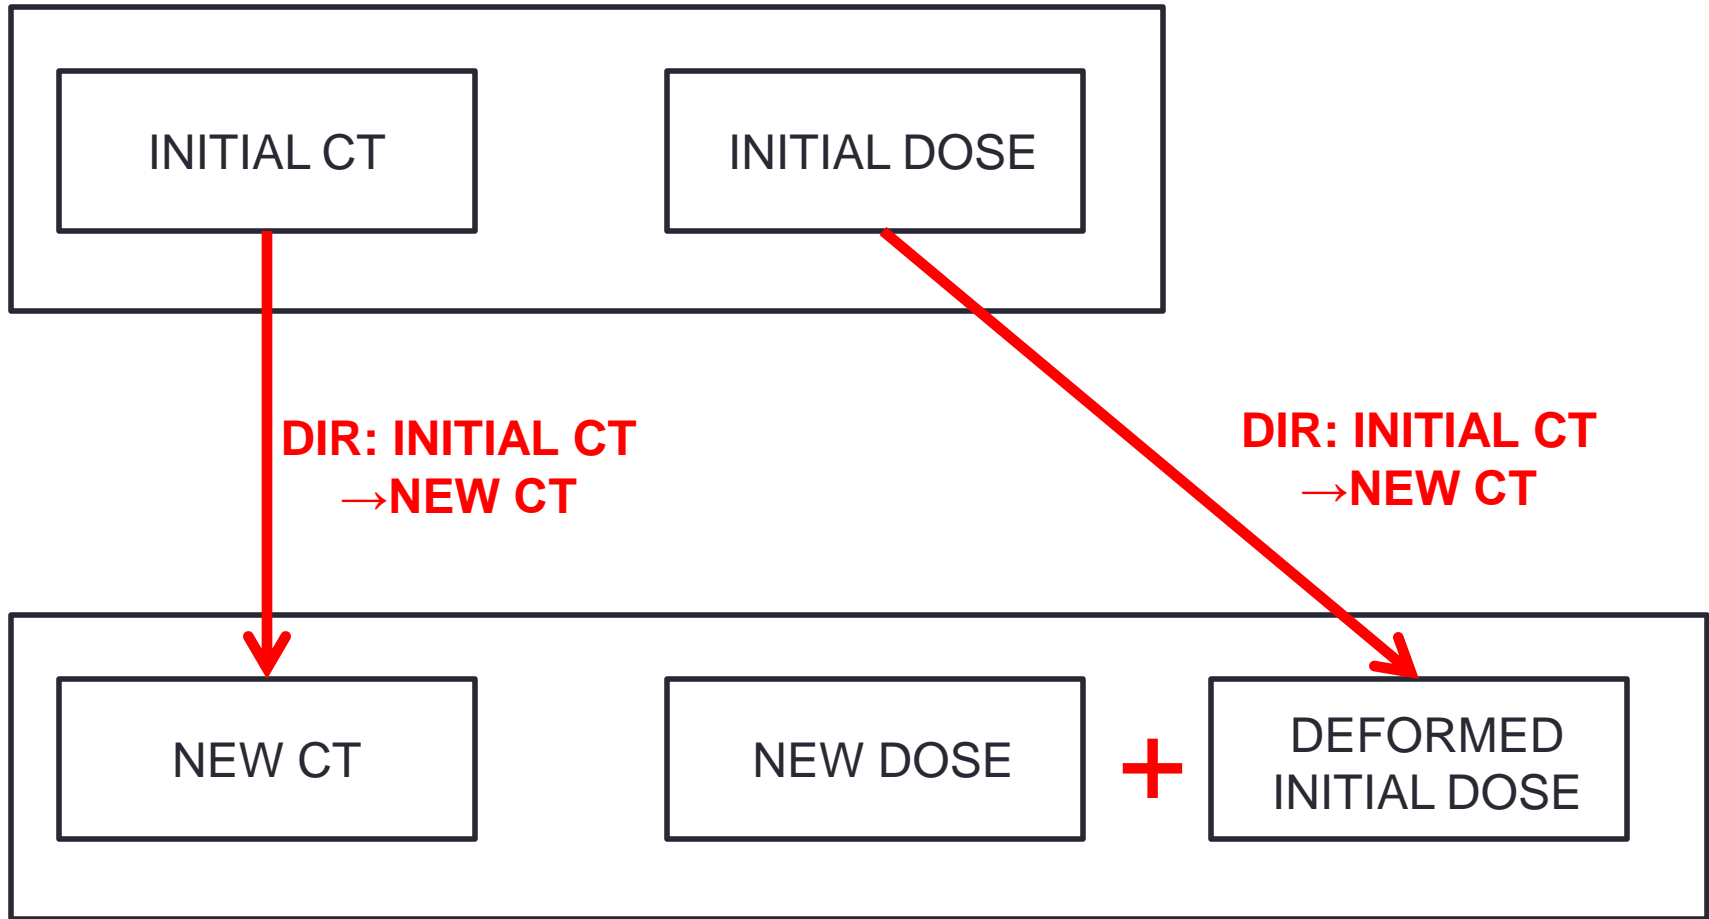 INITIAL CT
INITIAL DOSE
DIR: INITIAL CT
→NEW CT
DIR: INITIAL CT
→NEW CT
NEW CT
NEW DOSE
+
DEFORMED
INITIAL DOSE